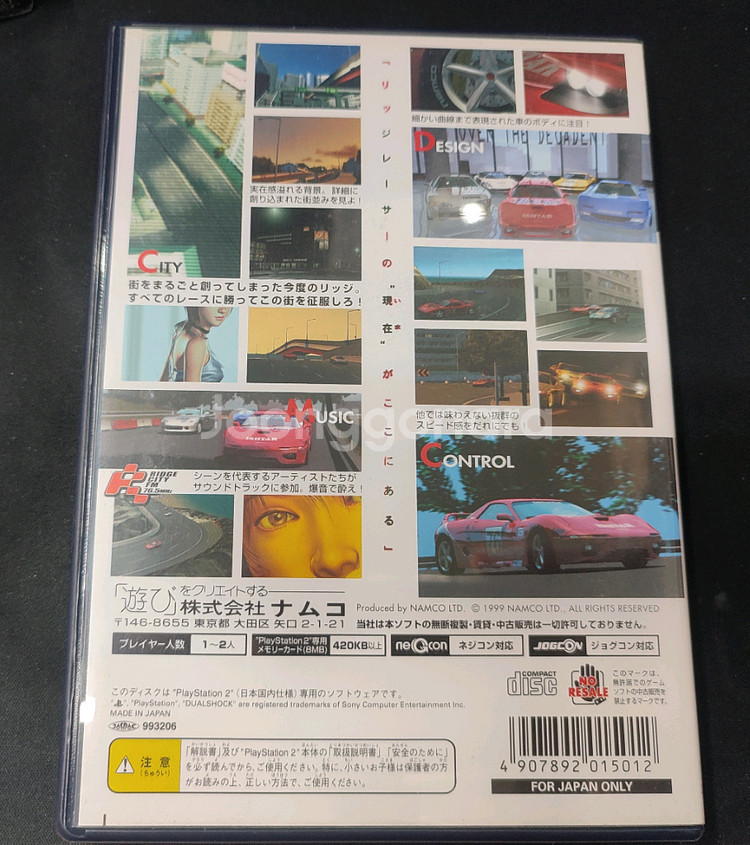 実在感溢れる背景。詳細に
創り込まれた街並みを見よ！
CITY
街をまるごと創ってしまった今度のリッジ。
すべてのレースに勝ってこの街を征服しろ！
『リッジレーサーの"現在"がここにある』
いま
細かい曲線まで表現された車のボディに注目！
OVER THE DECADENT
DESIGN
他では味わえない抜群の
スピード感をだれにでも！
MUSIC
RIDGE CITY FM
76.5MHz
シーンを代表するアーティストたちが
サウンドトラックに参加。爆音で酔え！
CONTROL
Joonggonara
「遊び」をクリエイトする
株式会社 ナムコ
〒146-8655 東京都 大田区 矢口 2-1-21
Produced by NAMCO LTD. © 1999 NAMCO LTD., ALL RIGHTS RESERVED
当社は本ソフトの無断複製・賃貸・中古販売は一切許可しておりません。
プレイヤー人数 1〜2人
"PlayStation 2"専用
メモリーカード(8MB) 420KB以上
neGcon ネジコン対応
JOGCON ジョグコン対応
このディスクは "PlayStation 2"（日本国内仕様）専用のソフトウェアです。
"PlayStation", "DUALSHOCK" are registered trademarks of Sony Computer Entertainment Inc.
MADE IN JAPAN
993206
COMPACT disc
NO RESALE
このマークは、
無許諾でのゲーム
ソフトの中古販売を
禁止するマークです。
注意
(ちゅうい)
「解説書」及び"PlayStation 2"本体の「取扱説明書」「安全のために」
を必ず読んでから、ご使用ください。特に、小さいお子様は保護者の方
がお読みの上、正しい方法で、ご使用ください。
4 907892 015012
FOR JAPAN ONLY